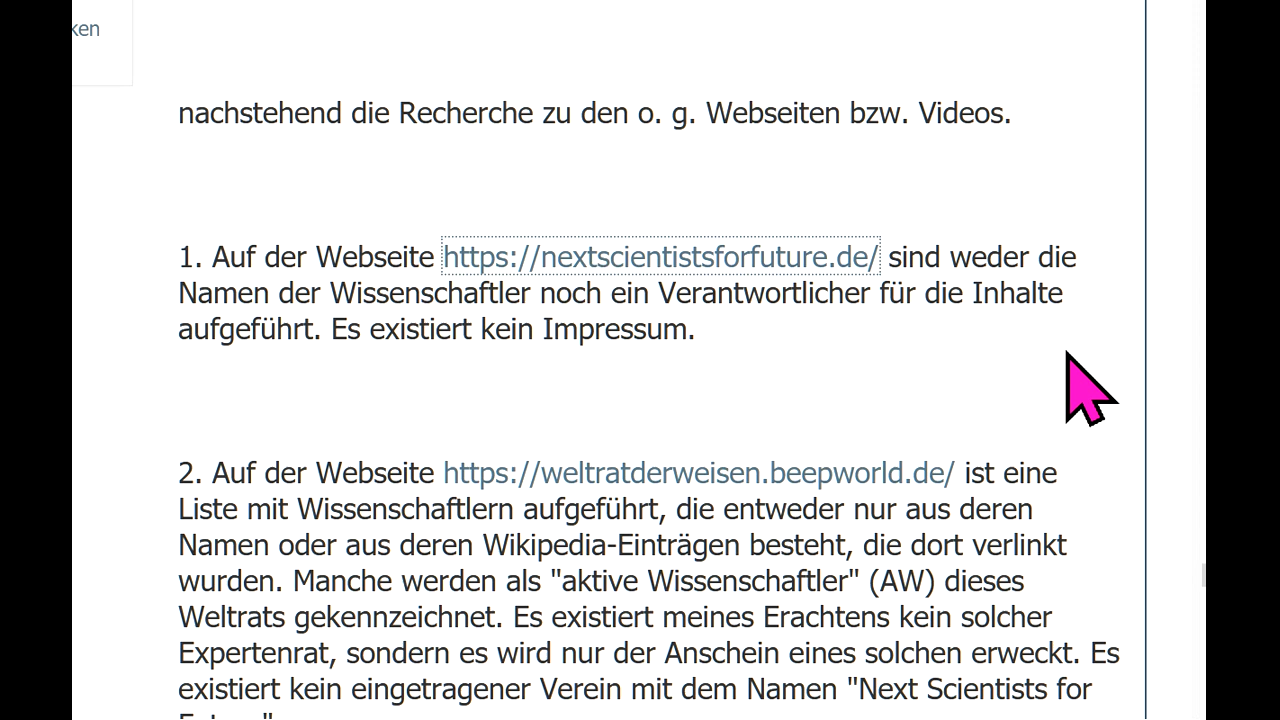 ken
nachstehend die Recherche zu den o. g. Webseiten bzw. Videos.
1. Auf der Webseite https://nextscientistsforfuture.de/ sind weder die
Namen der Wissenschaftler noch ein Verantwortlicher für die Inhalte
aufgeführt. Es existiert kein Impressum.
2. Auf der Webseite https://weltratderweisen.beepworld.de/ ist eine
Liste mit Wissenschaftlern aufgeführt, die entweder nur aus deren
Namen oder aus deren Wikipedia-Einträgen besteht, die dort verlinkt
wurden. Manche werden als "aktive Wissenschaftler" (AW) dieses
Weltrats gekennzeichnet. Es existiert meines Erachtens kein solcher
Expertenrat, sondern es wird nur der Anschein eines solchen erweckt. Es
existiert kein eingetragener Verein mit dem Namen "Next Scientists for